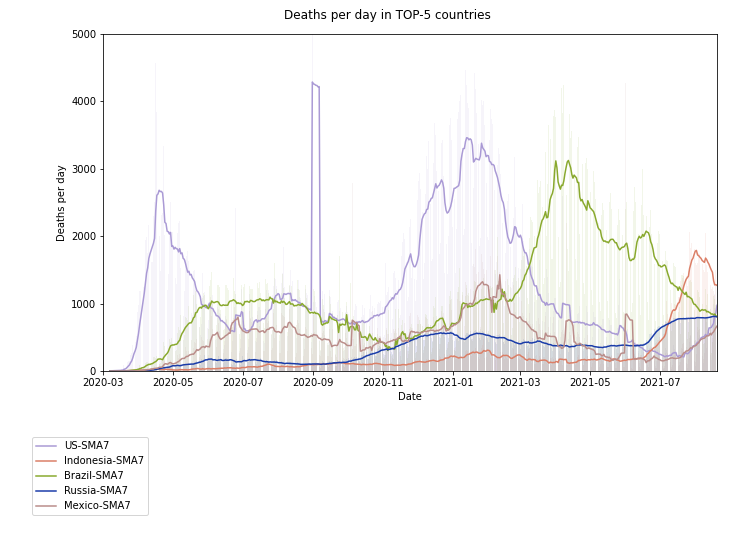 Deaths per day in TOP-5 countries
5000
4000
3000
2000
1000
0
Deaths per day
2020-03 2020-05 2020-07 2020-09 2020-11 2021-01 2021-03 2021-05 2021-07
Date
US-SMA7
Indonesia-SMA7
Brazil-SMA7
Russia-SMA7
Mexico-SMA7